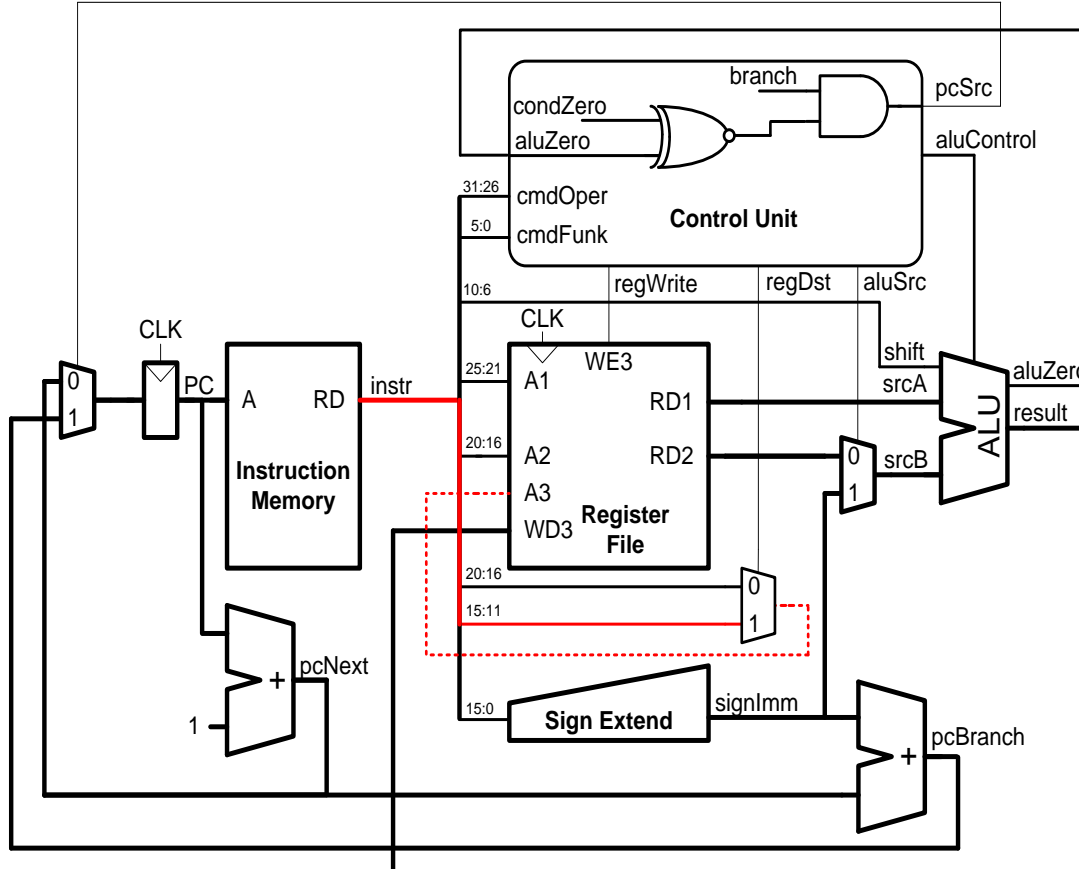 branch
pcSrc
condZero
aluZero
aluControl
31:26
cmdOper
5:0
cmdFunk
Control Unit
regWrite
regDst
aluSrc
10:6
CLK
CLK
WE3
shift
0
1
PC
A
RD
instr
25:21
A1
RD1
srcA
aluZero
result
ALU
Instruction
Memory
20:16
A2
RD2
0
1
srcB
A3
WD3
Register
File
20:16
0
15:11
1
+
pcNext
1
15:0
Sign Extend
signImm
+
pcBranch